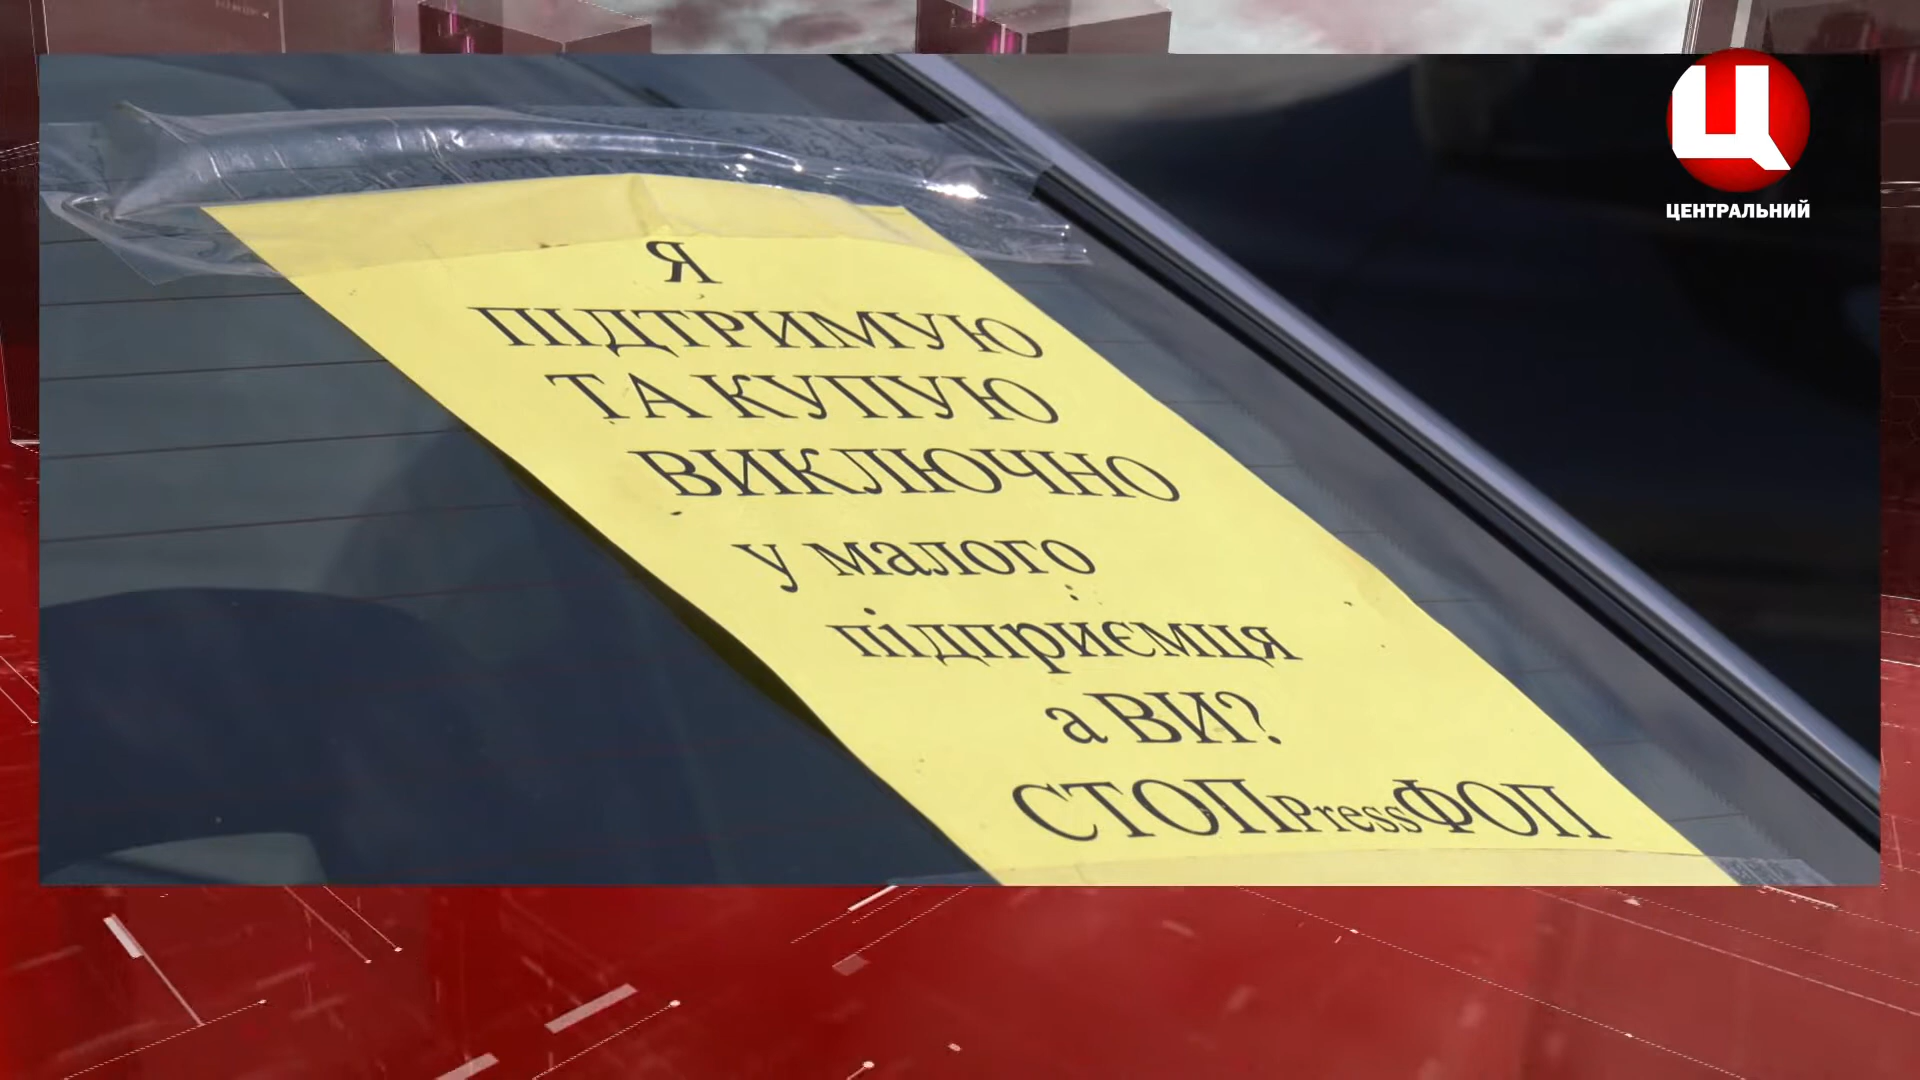 Ц
ЦЕНТРАЛЬНИЙ
Я
ПІДТРИМУЮ
ТА КУПУЮ
ВИКЛЮЧНО
у малого
підприємця
а ВИ?
СТОПPressФОП